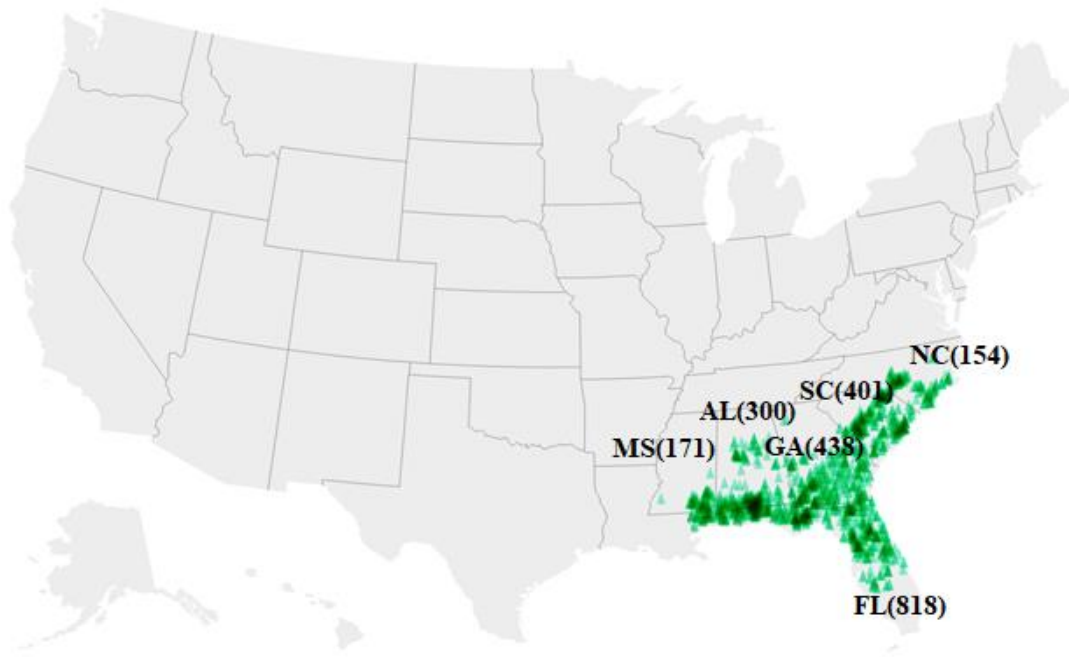 NC(154)
SC(401)
AL(300)
MS(171)
GA(438)
FL(818)